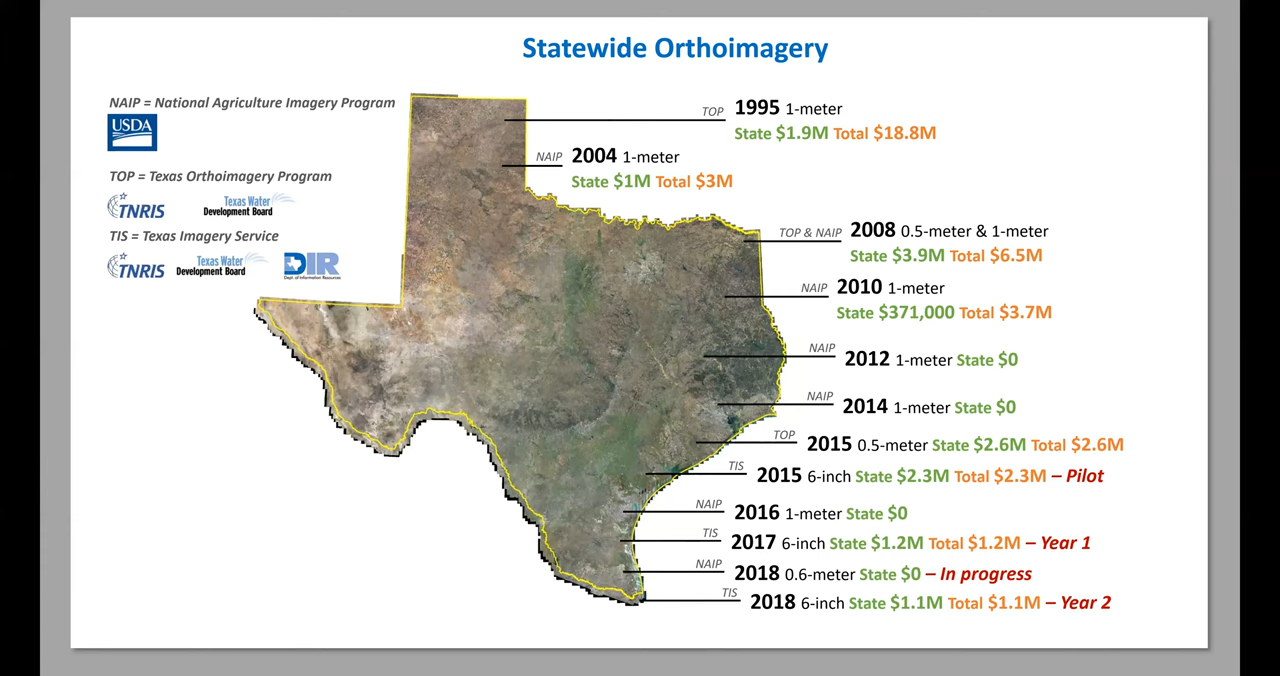 Statewide Orthoimagery
NAIP = National Agriculture Imagery Program
USDA
TOP = Texas Orthoimagery Program
TNRIS
Texas Water
Development Board
TIS = Texas Imagery Service
TNRIS
Texas Water
Development Board
DIR
Dept. of Information Resources
TOP 1995 1-meter
State $1.9M Total $18.8M
NAIP 2004 1-meter
State $1M Total $3M
TOP & NAIP 2008 0.5-meter & 1-meter
State $3.9M Total $6.5M
NAIP 2010 1-meter
State $371,000 Total $3.7M
NAIP 2012 1-meter State $0
NAIP 2014 1-meter State $0
TOP 2015 0.5-meter State $2.6M Total $2.6M
TIS 2015 6-inch State $2.3M Total $2.3M – Pilot
NAIP 2016 1-meter State $0
TIS 2017 6-inch State $1.2M Total $1.2M – Year 1
NAIP 2018 0.6-meter State $0 – In progress
TIS 2018 6-inch State $1.1M Total $1.1M – Year 2